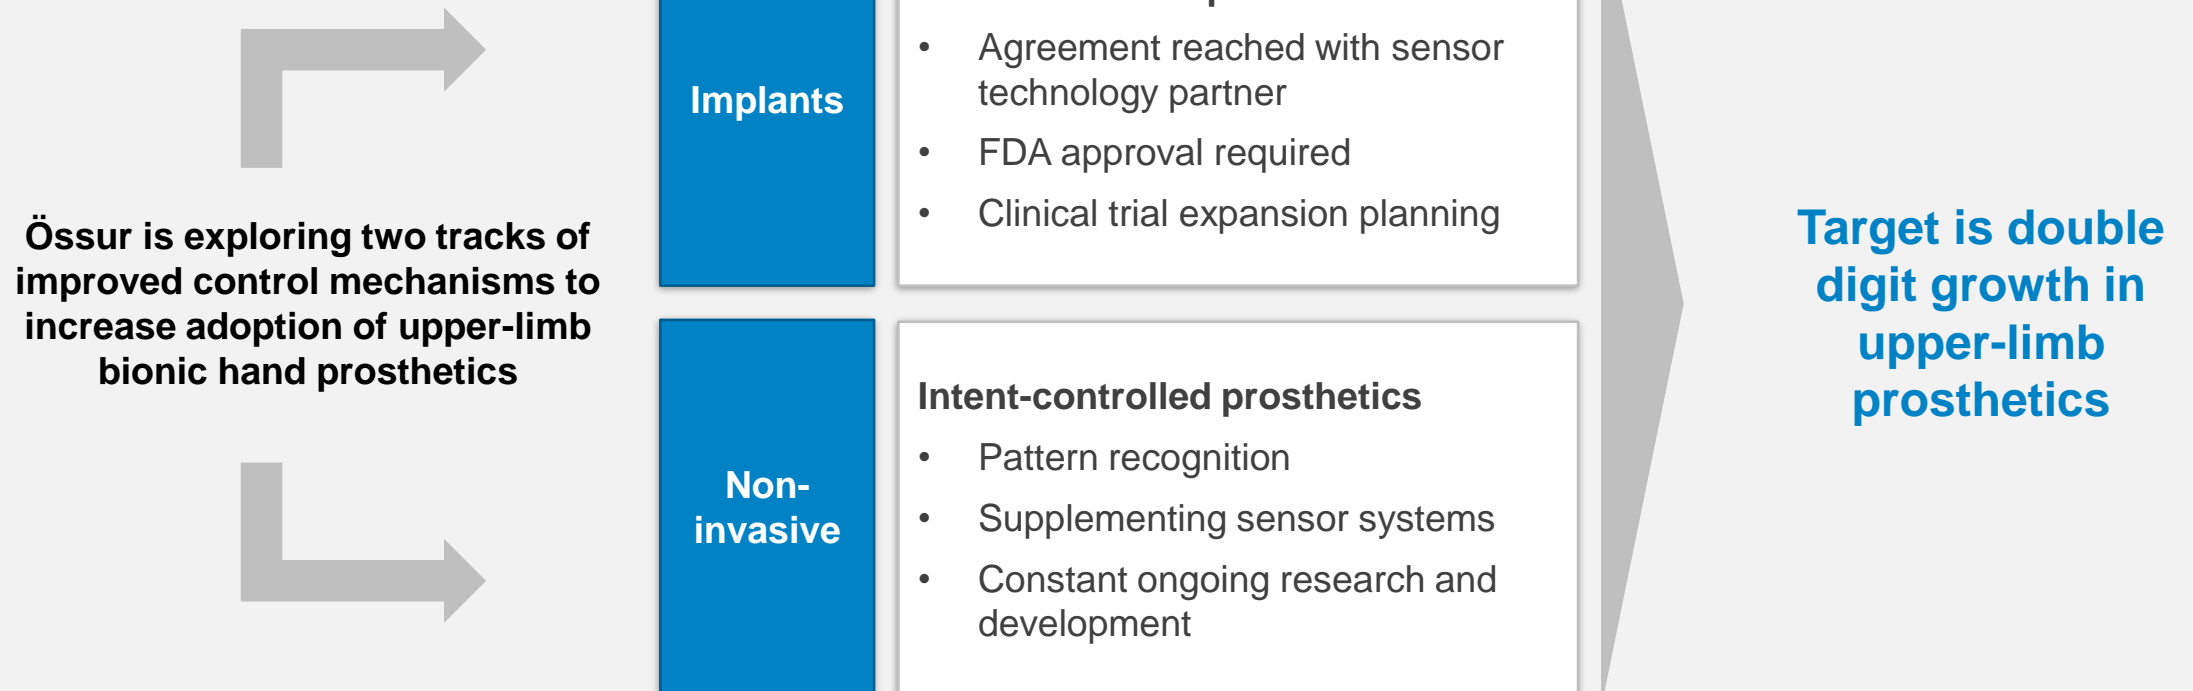 Össur is exploring two tracks of
improved control mechanisms to
increase adoption of upper-limb
bionic hand prosthetics
Implants
• Agreement reached with sensor
technology partner
• FDA approval required
• Clinical trial expansion planning
Non-
invasive
Intent-controlled prosthetics
• Pattern recognition
• Supplementing sensor systems
• Constant ongoing research and
development
Target is double
digit growth in
upper-limb
prosthetics